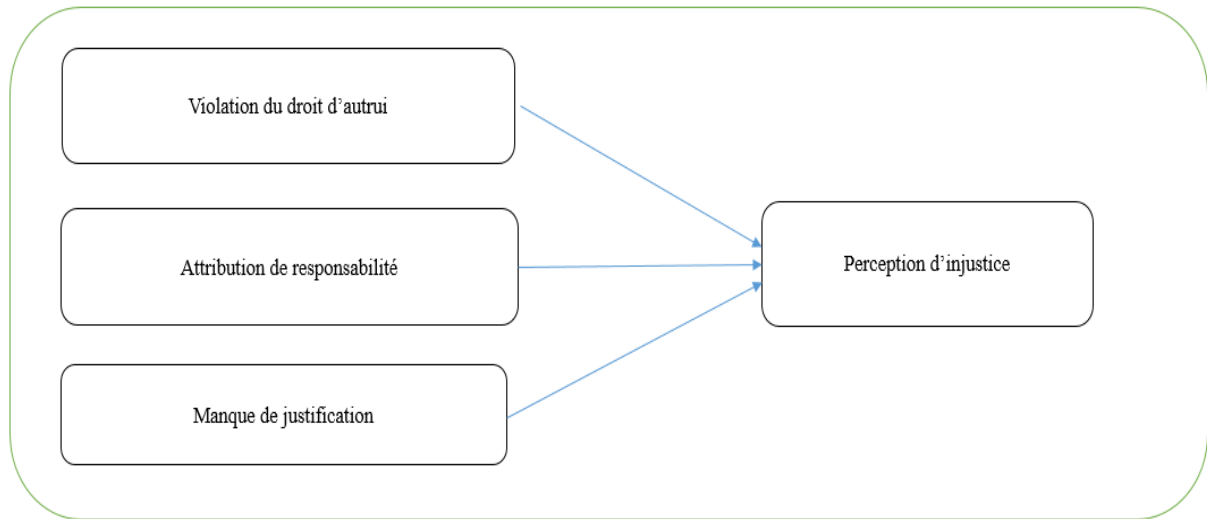 Violation du droit d’autrui
Attribution de responsabilité
Perception d’injustice
Manque de justification